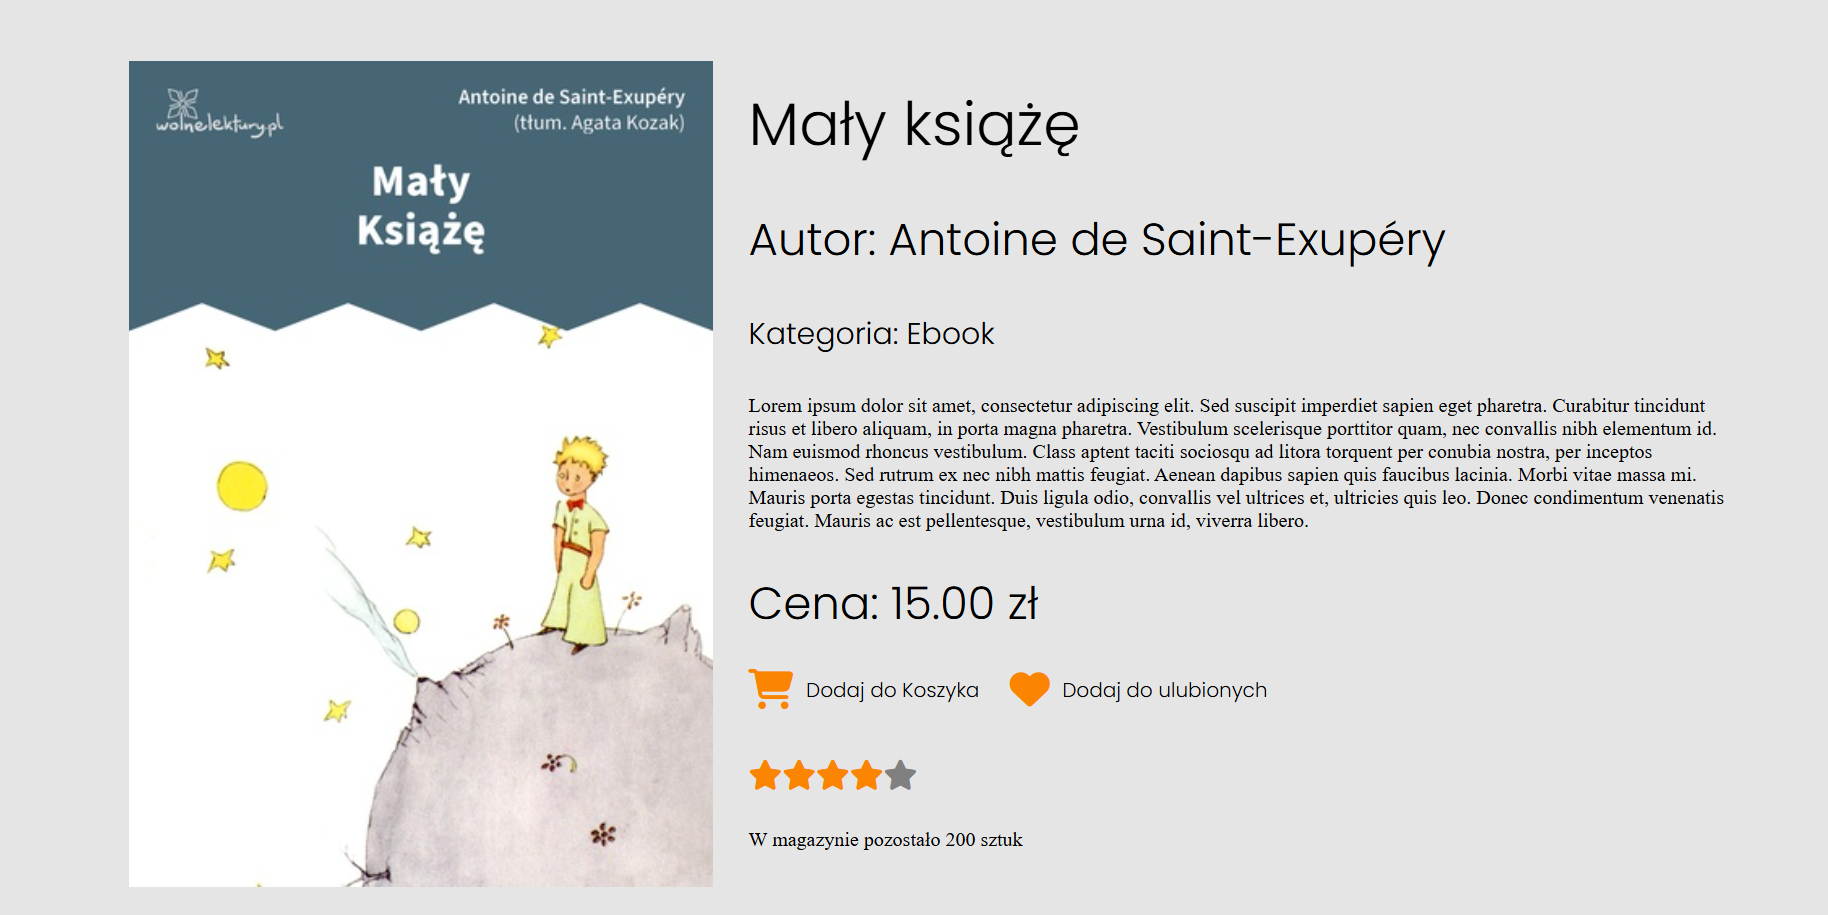 wolnelektury.pl
Antoine de Saint-Exupéry
(tłum. Agata Kozak)
Mały
Książę
Mały książę
Autor: Antoine de Saint-Exupéry
Kategoria: Ebook
Lorem ipsum dolor sit amet, consectetur adipiscing elit. Sed suscipit imperdiet sapien eget pharetra. Curabitur tincidunt
risus et libero aliquam, in porta magna pharetra. Vestibulum scelerisque porttitor quam, nec convallis nibh elementum id.
Nam euismod rhoncus vestibulum. Class aptent taciti sociosqu ad litora torquent per conubia nostra, per inceptos
himenaeos. Sed rutrum ex nec nibh mattis feugiat. Aenean dapibus sapien quis faucibus lacinia. Morbi vitae massa mi.
Mauris porta egestas tincidunt. Duis ligula odio, convallis vel ultrices et, ultricies quis leo. Donec condimentum venenatis
feugiat. Mauris ac est pellentesque, vestibulum urna id, viverra libero.
Cena: 15.00 zł
Dodaj do Koszyka
Dodaj do ulubionych
W magazynie pozostało 200 sztuk